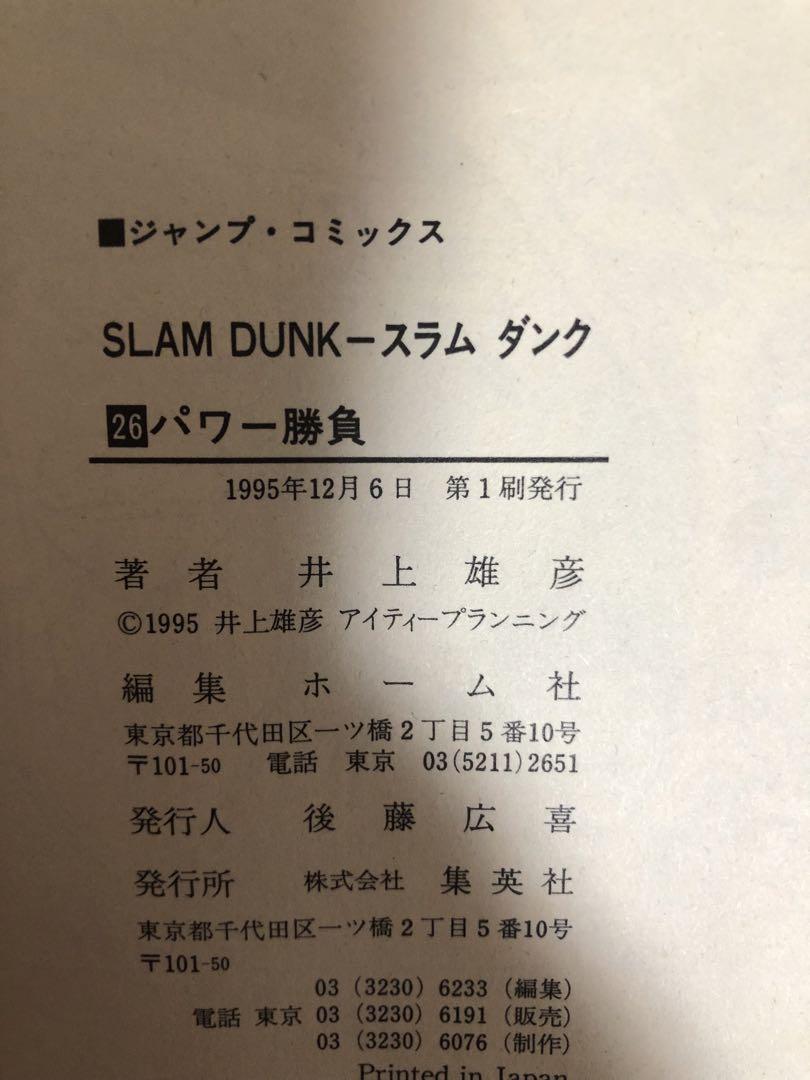 ■ジャンプ・コミックス
SLAM DUNK−スラム ダンク
26 パワー勝負
1995年12月6日 第1刷発行
著者 井上雄彦
©1995 井上雄彦 アイティープランニング
編集 ホーム社
東京都千代田区一ツ橋2丁目5番10号
〒101-50 電話 東京 03(5211)2651
発行人 後藤広喜
発行所 株式会社 集英社
東京都千代田区一ツ橋2丁目5番10号
〒101-50
03(3230)6233(編集)
電話 東京 03(3230)6191(販売)
03(3230)6076(制作)
Printed in Japan